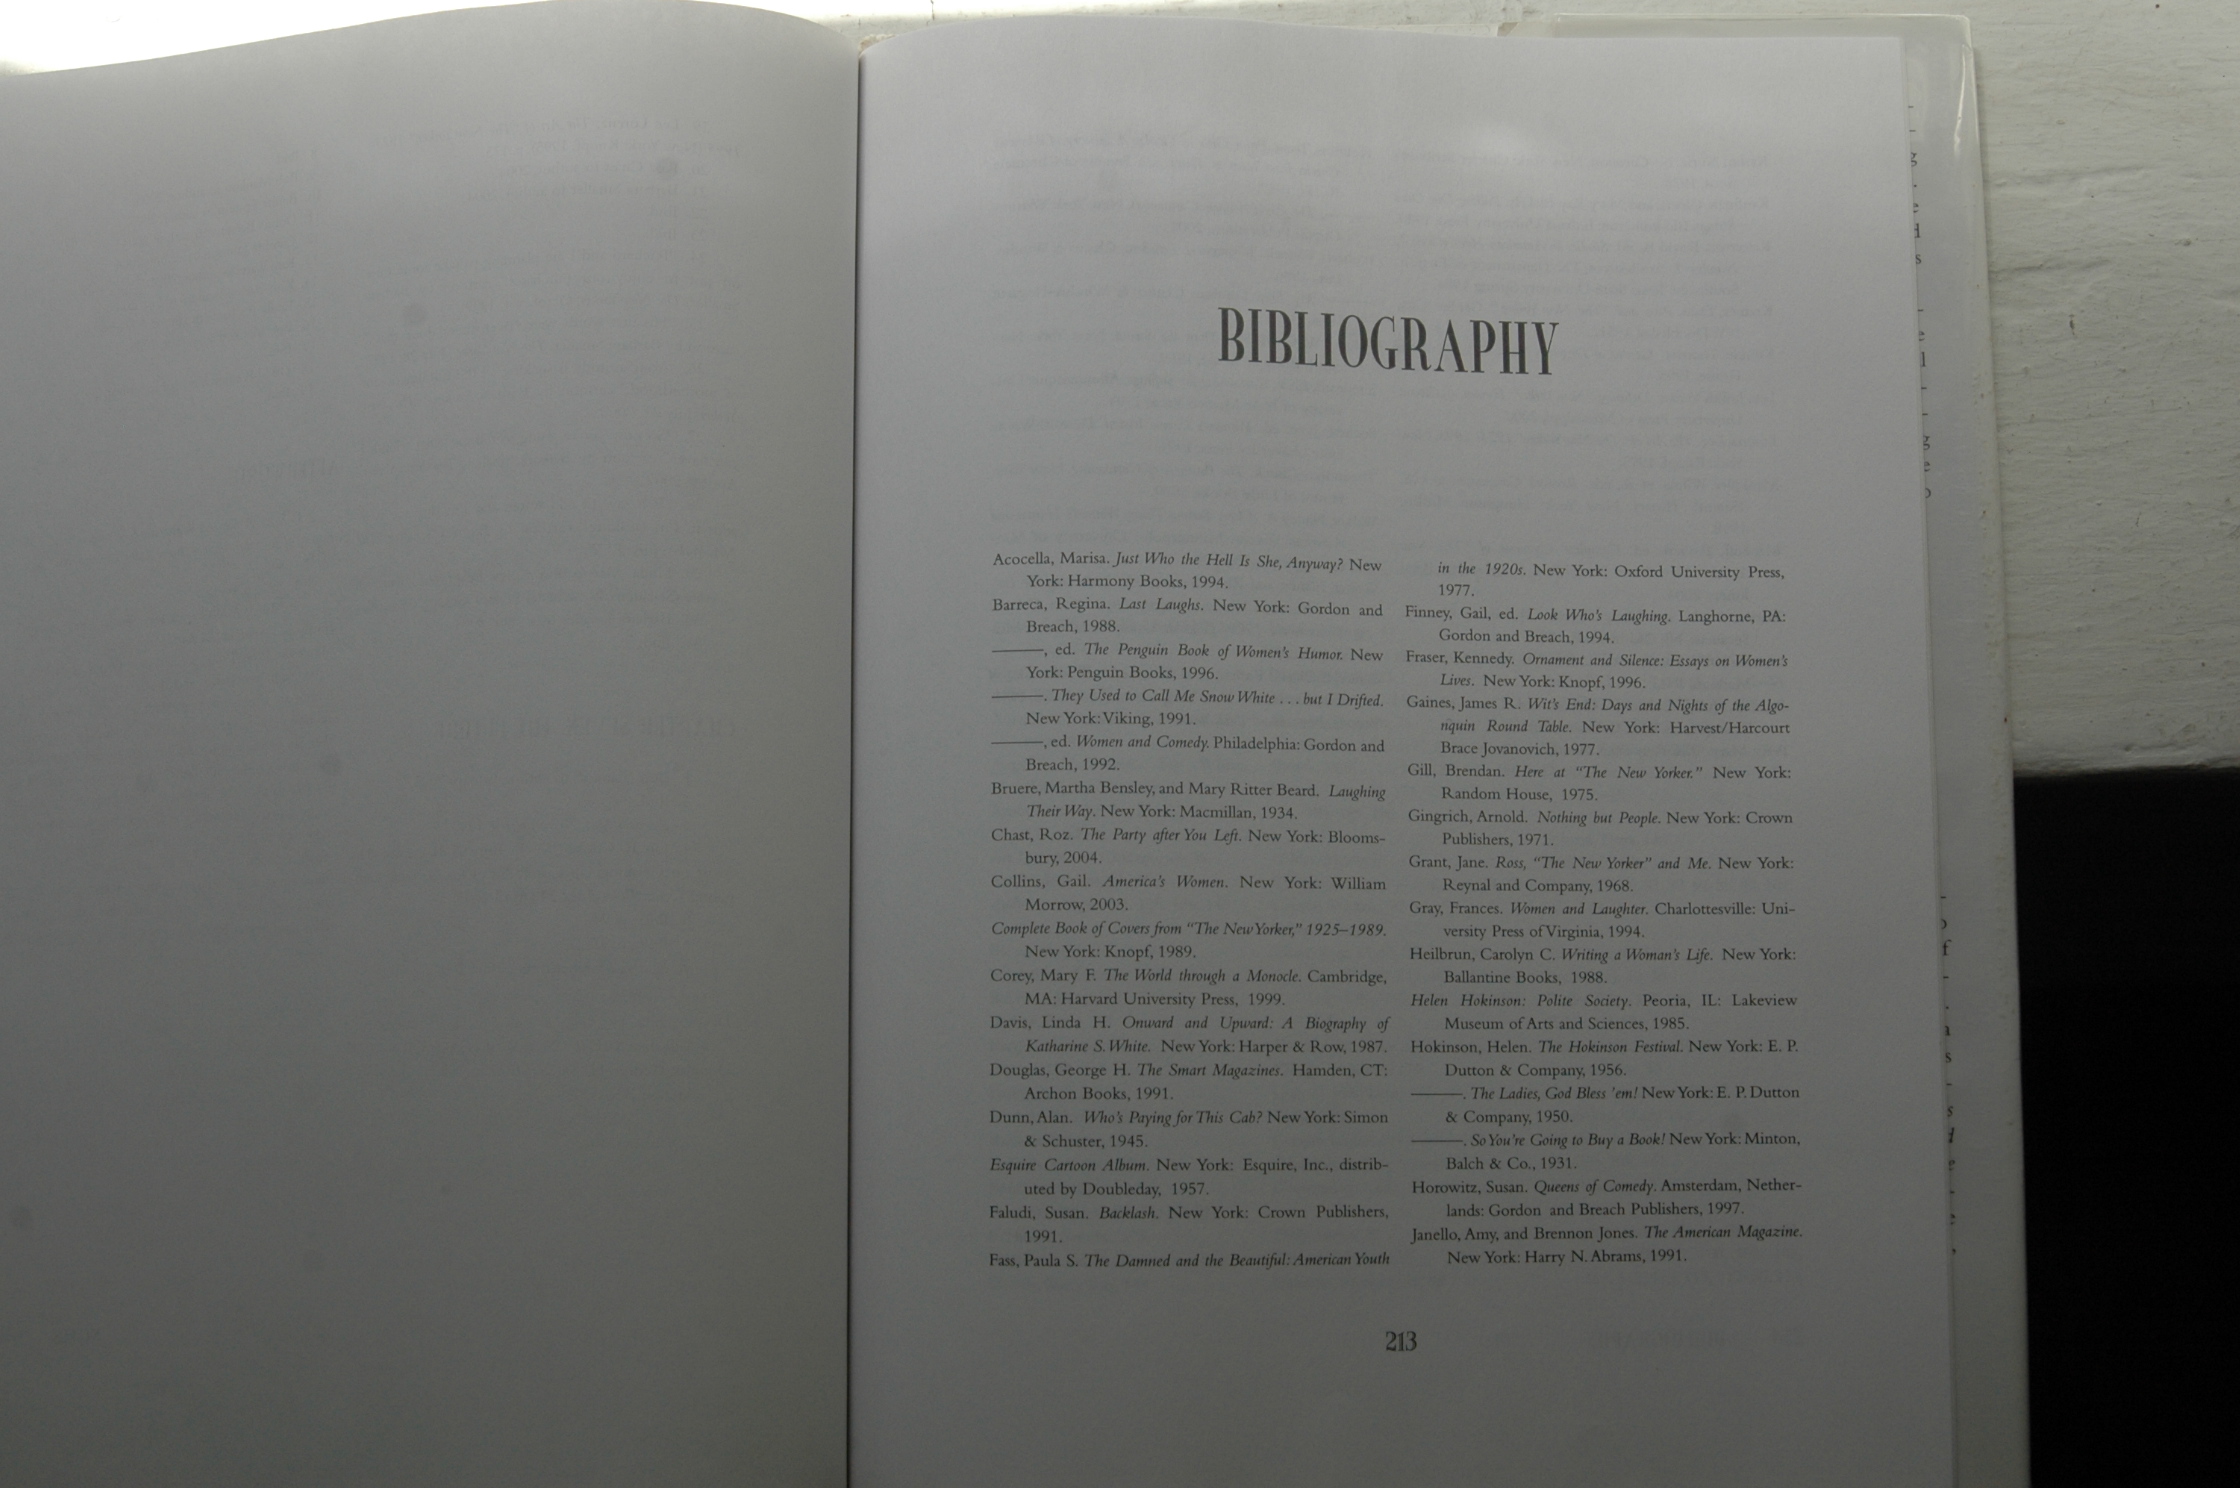 BIBLIOGRAPHY
Acocella, Marisa. Just Who the Hell Is She, Anyway? New
York: Harmony Books, 1994.
Barreca, Regina. Last Laughs. New York: Gordon and
Breach, 1988.
———, ed. The Penguin Book of Women's Humor. New
York: Penguin Books, 1996.
———. They Used to Call Me Snow White . . . but I Drifted.
New York: Viking, 1991.
———, ed. Women and Comedy. Philadelphia: Gordon and
Breach, 1992.
Bruere, Martha Bensley, and Mary Ritter Beard. Laughing
Their Way. New York: Macmillan, 1934.
Chast, Roz. The Party after You Left. New York: Blooms-
bury, 2004.
Collins, Gail. America's Women. New York: William
Morrow, 2003.
Complete Book of Covers from “The New Yorker,” 1925–1989.
New York: Knopf, 1989.
Corey, Mary F. The World through a Monocle. Cambridge,
MA: Harvard University Press, 1999.
Davis, Linda H. Onward and Upward: A Biography of
Katharine S. White. New York: Harper & Row, 1987.
Douglas, George H. The Smart Magazines. Hamden, CT:
Archon Books, 1991.
Dunn, Alan. Who's Paying for This Cab? New York: Simon
& Schuster, 1945.
Esquire Cartoon Album. New York: Esquire, Inc., distrib-
uted by Doubleday, 1957.
Faludi, Susan. Backlash. New York: Crown Publishers,
1991.
Fass, Paula S. The Damned and the Beautiful: American Youth
in the 1920s. New York: Oxford University Press,
1977.
Finney, Gail, ed. Look Who's Laughing. Langhorne, PA:
Gordon and Breach, 1994.
Fraser, Kennedy. Ornament and Silence: Essays on Women's
Lives. New York: Knopf, 1996.
Gaines, James R. Wit's End: Days and Nights of the Algo-
nquin Round Table. New York: Harvest/Harcourt
Brace Jovanovich, 1977.
Gill, Brendan. Here at “The New Yorker.” New York:
Random House, 1975.
Gingrich, Arnold. Nothing but People. New York: Crown
Publishers, 1971.
Grant, Jane. Ross, “The New Yorker” and Me. New York:
Reynal and Company, 1968.
Gray, Frances. Women and Laughter. Charlottesville: Uni-
versity Press of Virginia, 1994.
Heilbrun, Carolyn C. Writing a Woman's Life. New York:
Ballantine Books, 1988.
Helen Hokinson: Polite Society. Peoria, IL: Lakeview
Museum of Arts and Sciences, 1985.
Hokinson, Helen. The Hokinson Festival. New York: E. P.
Dutton & Company, 1956.
———. The Ladies, God Bless 'em! New York: E. P. Dutton
& Company, 1950.
———. So You're Going to Buy a Book! New York: Minton,
Balch & Co., 1931.
Horowitz, Susan. Queens of Comedy. Amsterdam, Nether-
lands: Gordon and Breach Publishers, 1997.
Janello, Amy, and Brennon Jones. The American Magazine.
New York: Harry N. Abrams, 1991.
213